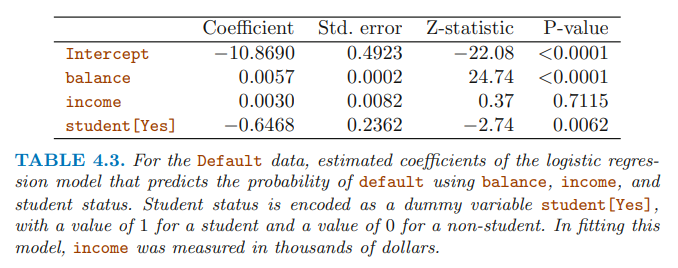 Coefficient Std. error Z-statistic P-value
Intercept −10.8690 0.4923 −22.08 <0.0001
balance 0.0057 0.0002 24.74 <0.0001
income 0.0030 0.0082 0.37 0.7115
student[Yes] −0.6468 0.2362 −2.74 0.0062
TABLE 4.3. For the Default data, estimated coefficients of the logistic regres-
sion model that predicts the probability of default using balance, income, and
student status. Student status is encoded as a dummy variable student[Yes],
with a value of 1 for a student and a value of 0 for a non-student. In fitting this
model, income was measured in thousands of dollars.